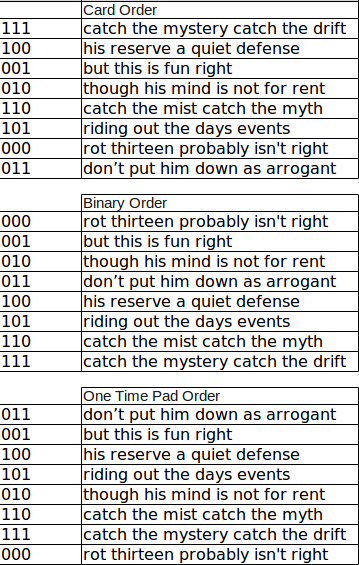 Card Order
111 catch the mystery catch the drift
100 his reserve a quiet defense
001 but this is fun right
010 though his mind is not for rent
110 catch the mist catch the myth
101 riding out the days events
000 rot thirteen probably isn't right
011 don’t put him down as arrogant
Binary Order
000 rot thirteen probably isn't right
001 but this is fun right
010 though his mind is not for rent
011 don’t put him down as arrogant
100 his reserve a quiet defense
101 riding out the days events
110 catch the mist catch the myth
111 catch the mystery catch the drift
One Time Pad Order
011 don’t put him down as arrogant
001 but this is fun right
100 his reserve a quiet defense
101 riding out the days events
010 though his mind is not for rent
110 catch the mist catch the myth
111 catch the mystery catch the drift
000 rot thirteen probably isn't right